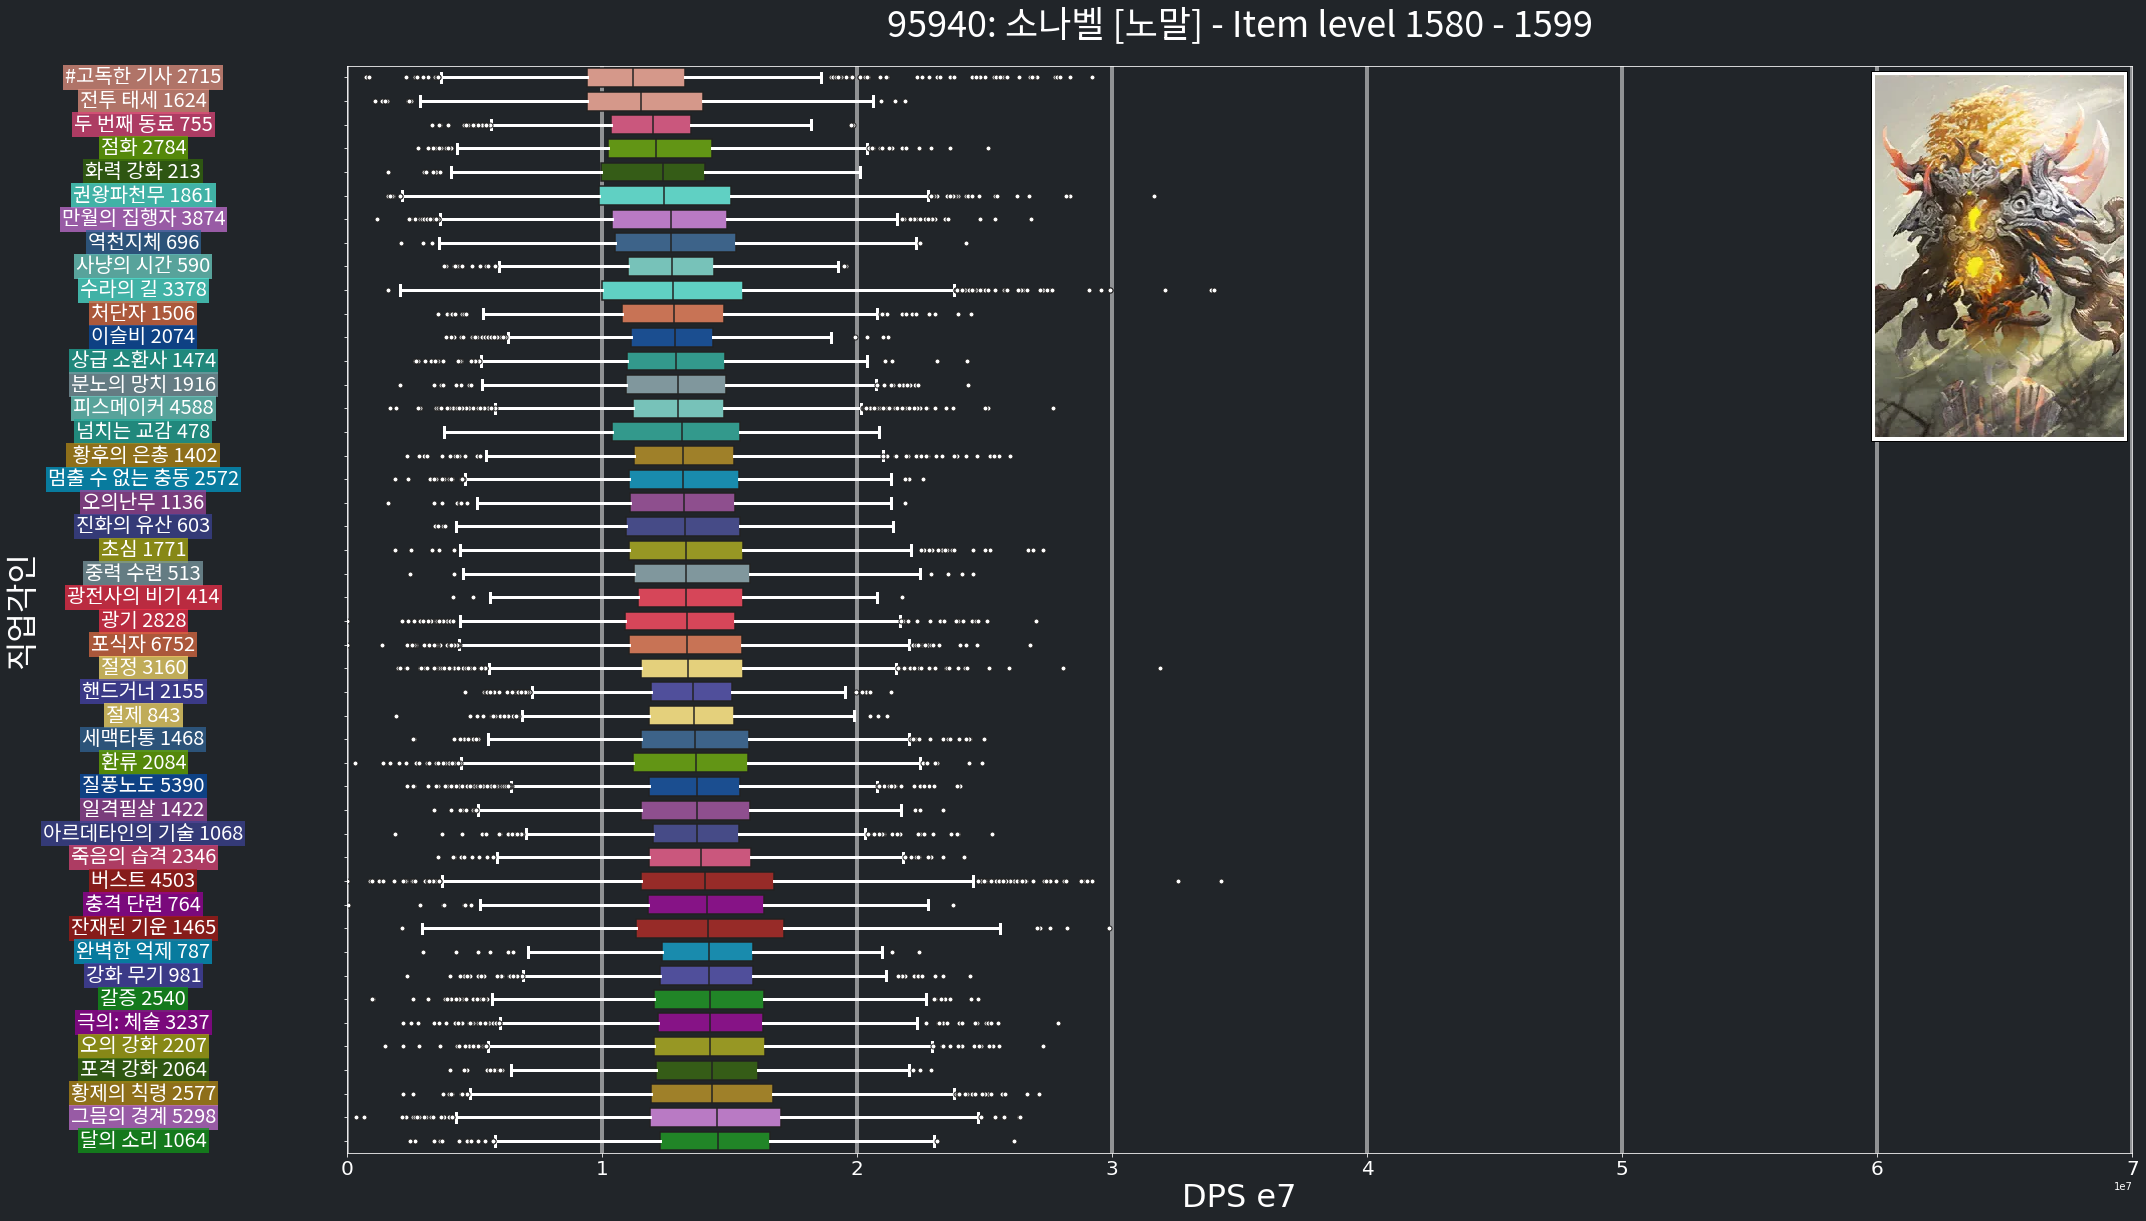 95940: 소나벨 [노말] - Item level 1580 - 1599
#고독한 기사 2715
전투 태세 1624
두 번째 동료 755
점화 2784
화력 강화 213
권왕파천무 1861
만월의 집행자 3874
역천지체 696
사냥의 시간 590
수라의 길 3378
처단자 1506
이슬비 2074
상급 소환사 1474
분노의 망치 1916
피스메이커 4588
넘치는 교감 478
황후의 은총 1402
멈출 수 없는 충동 2572
오의난무 1136
진화의 유산 603
초심 1771
중력 수련 513
광전사의 비기 414
광기 2828
포식자 6752
절정 3160
핸드거너 2155
절제 843
세맥타통 1468
환류 2084
질풍노도 5390
일격필살 1422
아르데타인의 기술 1068
죽음의 습격 2346
버스트 4503
충격 단련 764
잔재된 기운 1465
완벽한 억제 787
강화 무기 981
갈증 2540
극의: 체술 3237
오의 강화 2207
포격 강화 2064
황제의 칙령 2577
그믐의 경계 5298
달의 소리 1064
직업각인
0 1 2 3 4 5 6 7
1e7
DPS e7